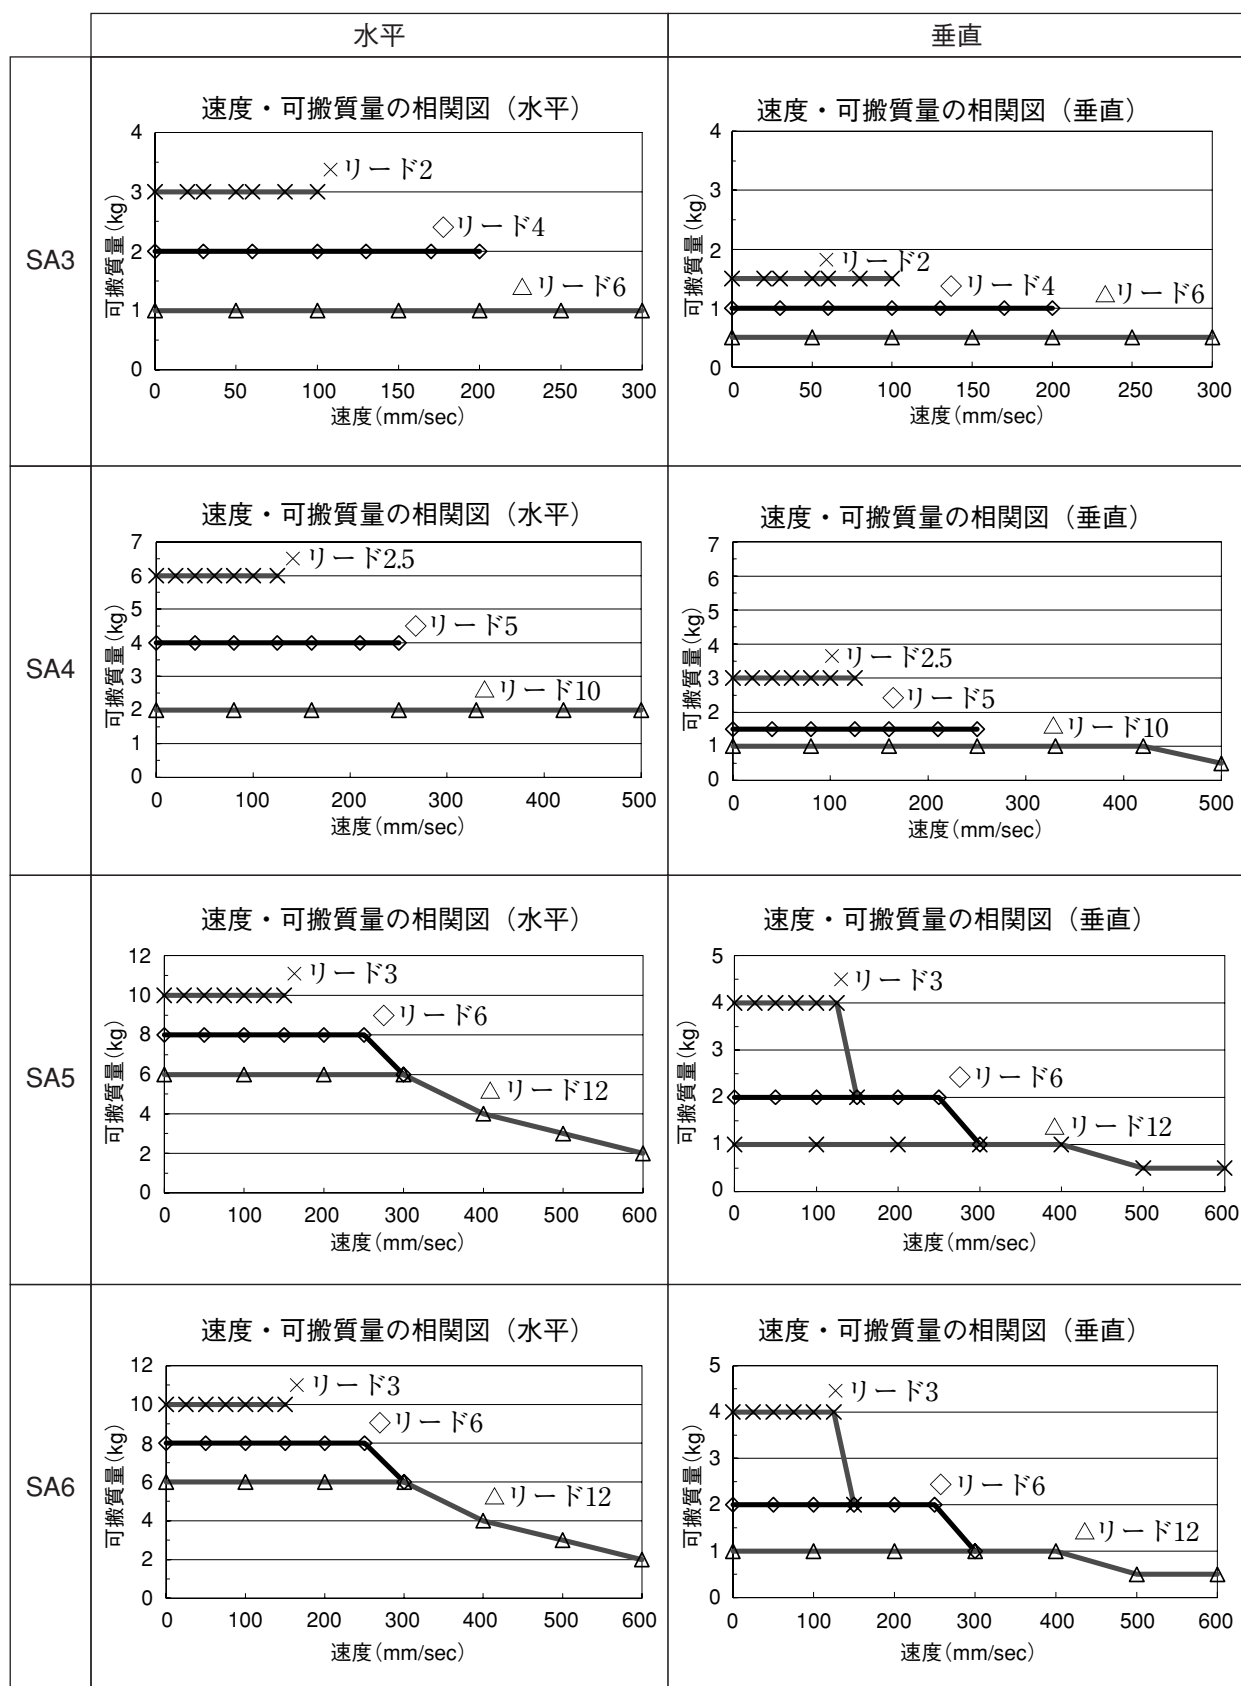 水平
垂直
SA3
速度・可搬質量の相関図（水平）
可搬質量(kg)
4
3
2
1
0
×リード2
◇リード4
△リード6
0 50 100 150 200 250 300
速度(mm/sec)
速度・可搬質量の相関図（垂直）
可搬質量(kg)
4
3
2
1
0
×リード2
◇リード4
△リード6
0 50 100 150 200 250 300
速度(mm/sec)
SA4
速度・可搬質量の相関図（水平）
可搬質量(kg)
7
6
5
4
3
2
1
0
×リード2.5
◇リード5
△リード10
0 100 200 300 400 500
速度(mm/sec)
速度・可搬質量の相関図（垂直）
可搬質量(kg)
7
6
5
4
3
2
1
0
×リード2.5
◇リード5
△リード10
0 100 200 300 400 500
速度(mm/sec)
SA5
速度・可搬質量の相関図（水平）
可搬質量(kg)
12
10
8
6
4
2
0
×リード3
◇リード6
△リード12
0 100 200 300 400 500 600
速度(mm/sec)
速度・可搬質量の相関図（垂直）
可搬質量(kg)
5
4
3
2
1
0
×リード3
◇リード6
△リード12
0 100 200 300 400 500 600
速度(mm/sec)
SA6
速度・可搬質量の相関図（水平）
可搬質量(kg)
12
10
8
6
4
2
0
×リード3
◇リード6
△リード12
0 100 200 300 400 500 600
速度(mm/sec)
速度・可搬質量の相関図（垂直）
可搬質量(kg)
5
4
3
2
1
0
×リード3
◇リード6
△リード12
0 100 200 300 400 500 600
速度(mm/sec)